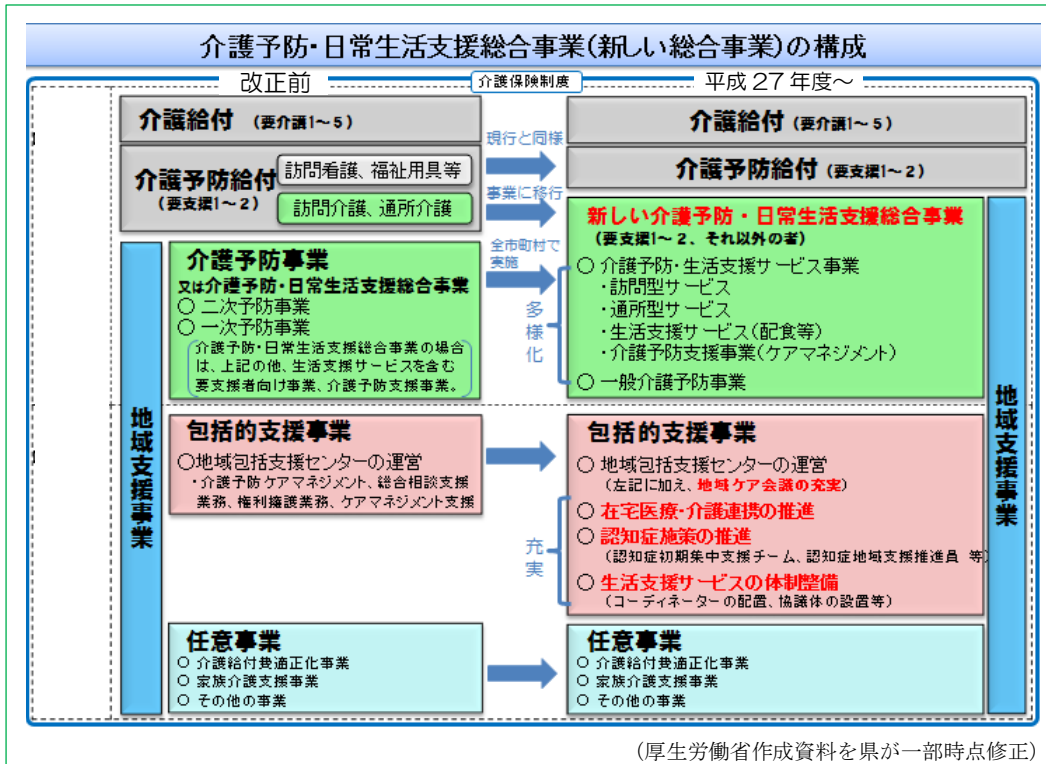 介護予防・日常生活支援総合事業(新しい総合事業)の構成
改正前
介護保険制度
平成27年度～
介護給付 (要介護1～5)
介護予防給付
(要支援1～2)
訪問看護、福祉用具等
訪問介護、通所介護
現行と同様
事業に移行
全市町村で
実施
多様化
介護給付 (要介護1～5)
介護予防給付 (要支援1～2)
地域支援事業
介護予防事業
又は介護予防・日常生活支援総合事業
○ 二次予防事業
○ 一次予防事業
介護予防・日常生活支援総合事業の場合
は、上記の他、生活支援サービスを含む
要支援者向け事業、介護予防支援事業。
新しい介護予防・日常生活支援総合事業
(要支援1～2、それ以外の者)
○ 介護予防・生活支援サービス事業
・訪問型サービス
・通所型サービス
・生活支援サービス(配食等)
・介護予防支援事業(ケアマネジメント)
○ 一般介護予防事業
包括的支援事業
○地域包括支援センターの運営
・介護予防ケアマネジメント、総合相談支援
業務、権利擁護業務、ケアマネジメント支援
充実
包括的支援事業
○ 地域包括支援センターの運営
(左記に加え、地域ケア会議の充実)
○ 在宅医療・介護連携の推進
○ 認知症施策の推進
(認知症初期集中支援チーム、認知症地域支援推進員 等)
○ 生活支援サービスの体制整備
(コーディネーターの配置、協議体の設置等)
任意事業
○ 介護給付費適正化事業
○ 家族介護支援事業
○ その他の事業
任意事業
○ 介護給付費適正化事業
○ 家族介護支援事業
○ その他の事業
地域支援事業
(厚生労働省作成資料を県が一部時点修正)